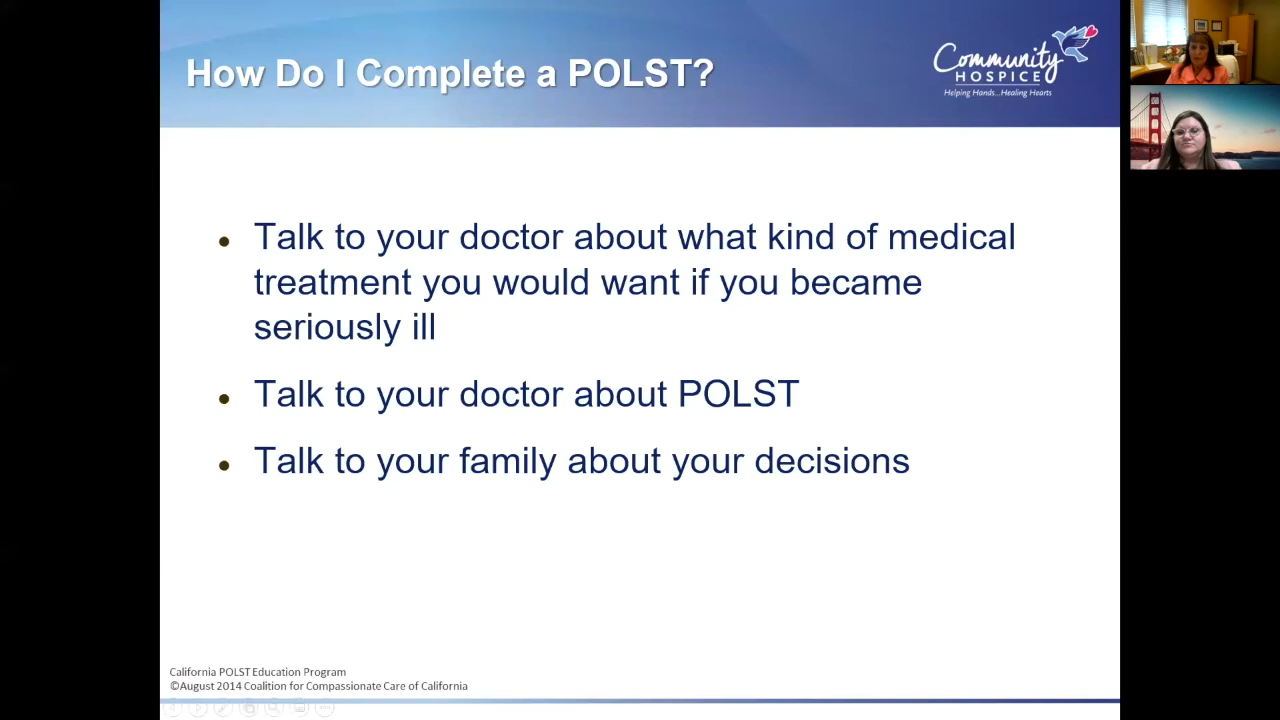 How Do I Complete a POLST?
Community
HOSPICE
Helping Hands...Healing Hearts
• Talk to your doctor about what kind of medical
treatment you would want if you became
seriously ill
• Talk to your doctor about POLST
• Talk to your family about your decisions
California POLST Education Program
©August 2014 Coalition for Compassionate Care of California